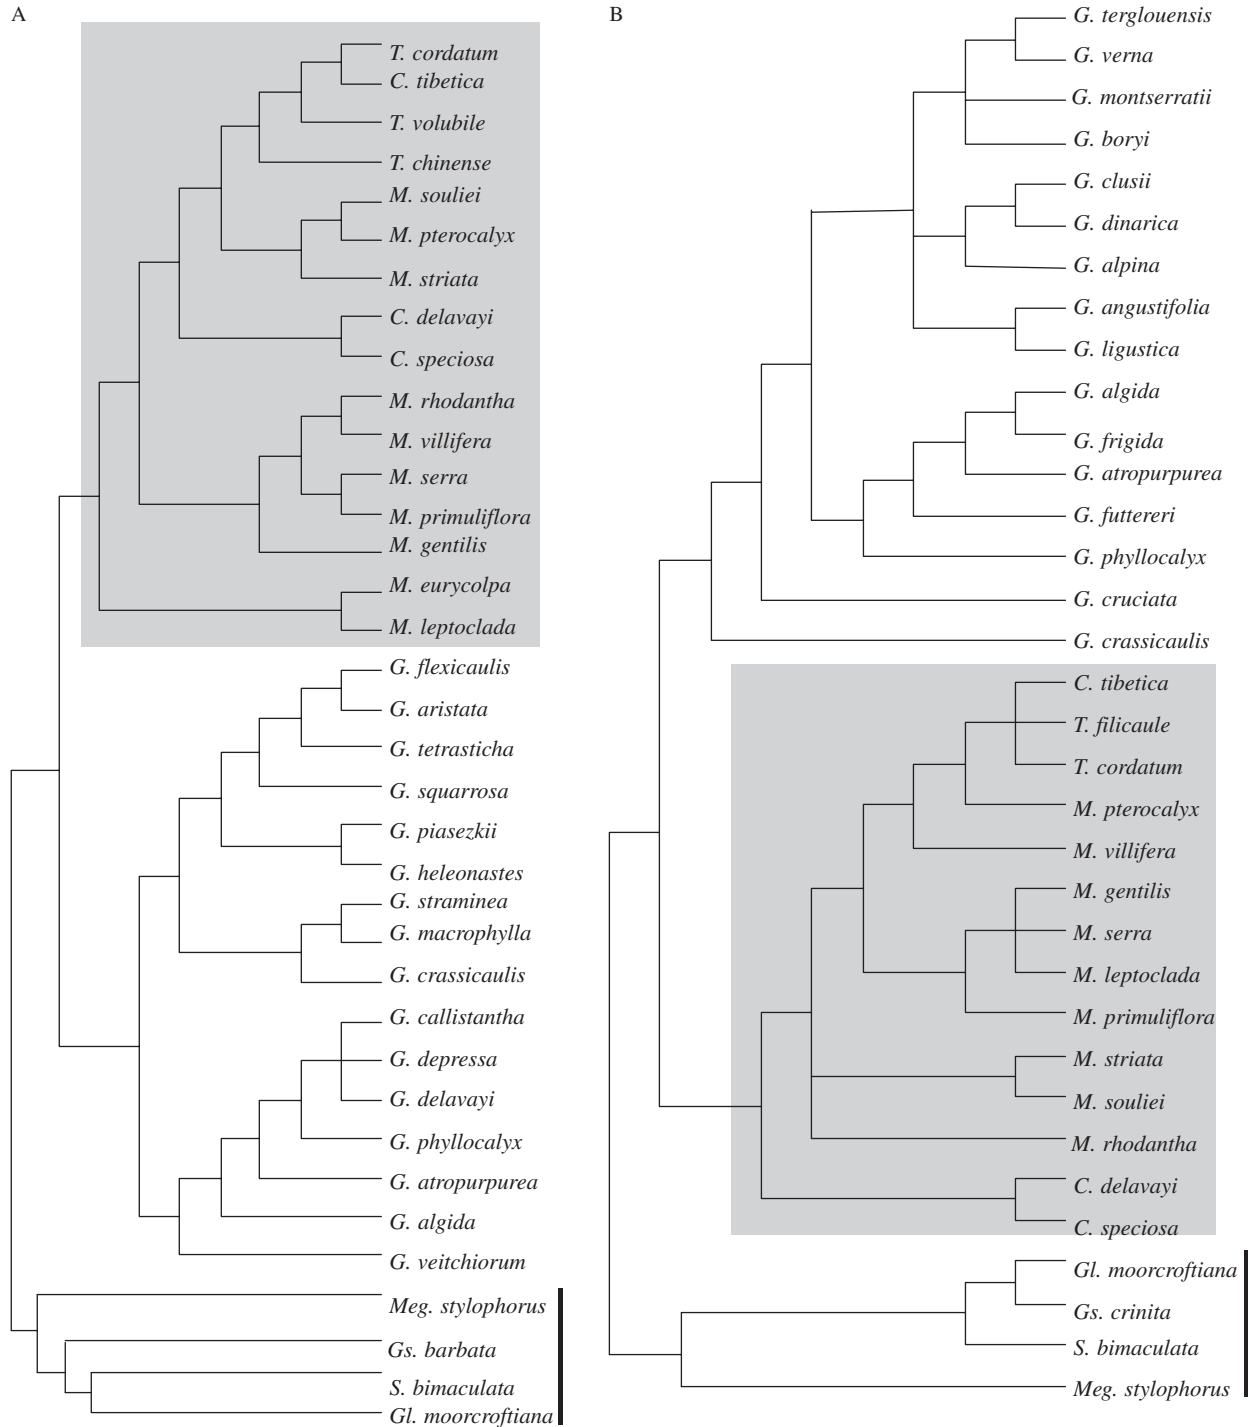 A
T. cordatum
C. tibetica
T. volubile
T. chinense
M. souliei
M. pterocalyx
M. striata
C. delavayi
C. speciosa
M. rhodantha
M. villifera
M. serra
M. primuliflora
M. gentilis
M. eurycolpa
M. leptoclada
G. flexicaulis
G. aristata
G. tetrasticha
G. squarrosa
G. piasezkii
G. heleonastes
G. straminea
G. macrophylla
G. crassicaulis
G. callistantha
G. depressa
G. delavayi
G. phyllocalyx
G. atropurpurea
G. algida
G. veitchiorum
Meg. stylophorus
Gs. barbata
S. bimaculata
Gl. moorcroftiana
B
G. terglouensis
G. verna
G. montserratii
G. boryi
G. clusii
G. dinarica
G. alpina
G. angustifolia
G. ligustica
G. algida
G. frigida
G. atropurpurea
G. futtereri
G. phyllocalyx
G. cruciata
G. crassicaulis
C. tibetica
T. filicaule
T. cordatum
M. pterocalyx
M. villifera
M. gentilis
M. serra
M. leptoclada
M. primuliflora
M. striata
M. souliei
M. rhodantha
C. delavayi
C. speciosa
Gl. moorcroftiana
Gs. crinita
S. bimaculata
Meg. stylophorus